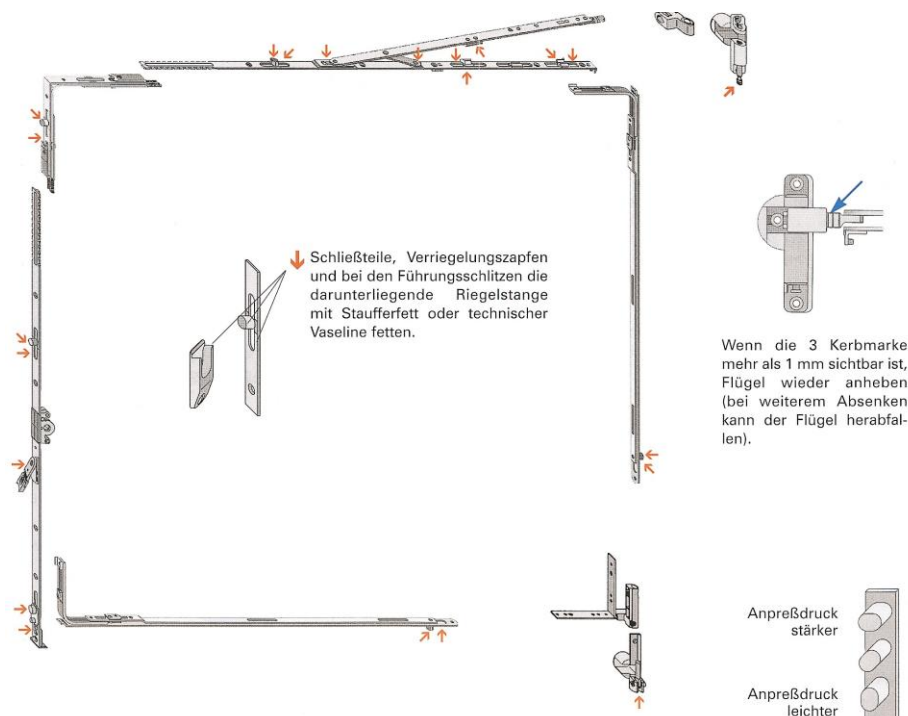 Schließteile, Verriegelungszapfen
und bei den Führungsschlitzen die
darunterliegende Riegelstange
mit Staufferfett oder technischer
Vaseline fetten.
Wenn die 3 Kerbmarke
mehr als 1 mm sichtbar ist,
Flügel wieder anheben
(bei weiterem Absenken
kann der Flügel herabfal-
len).
Anpreßdruck
stärker
Anpreßdruck
leichter